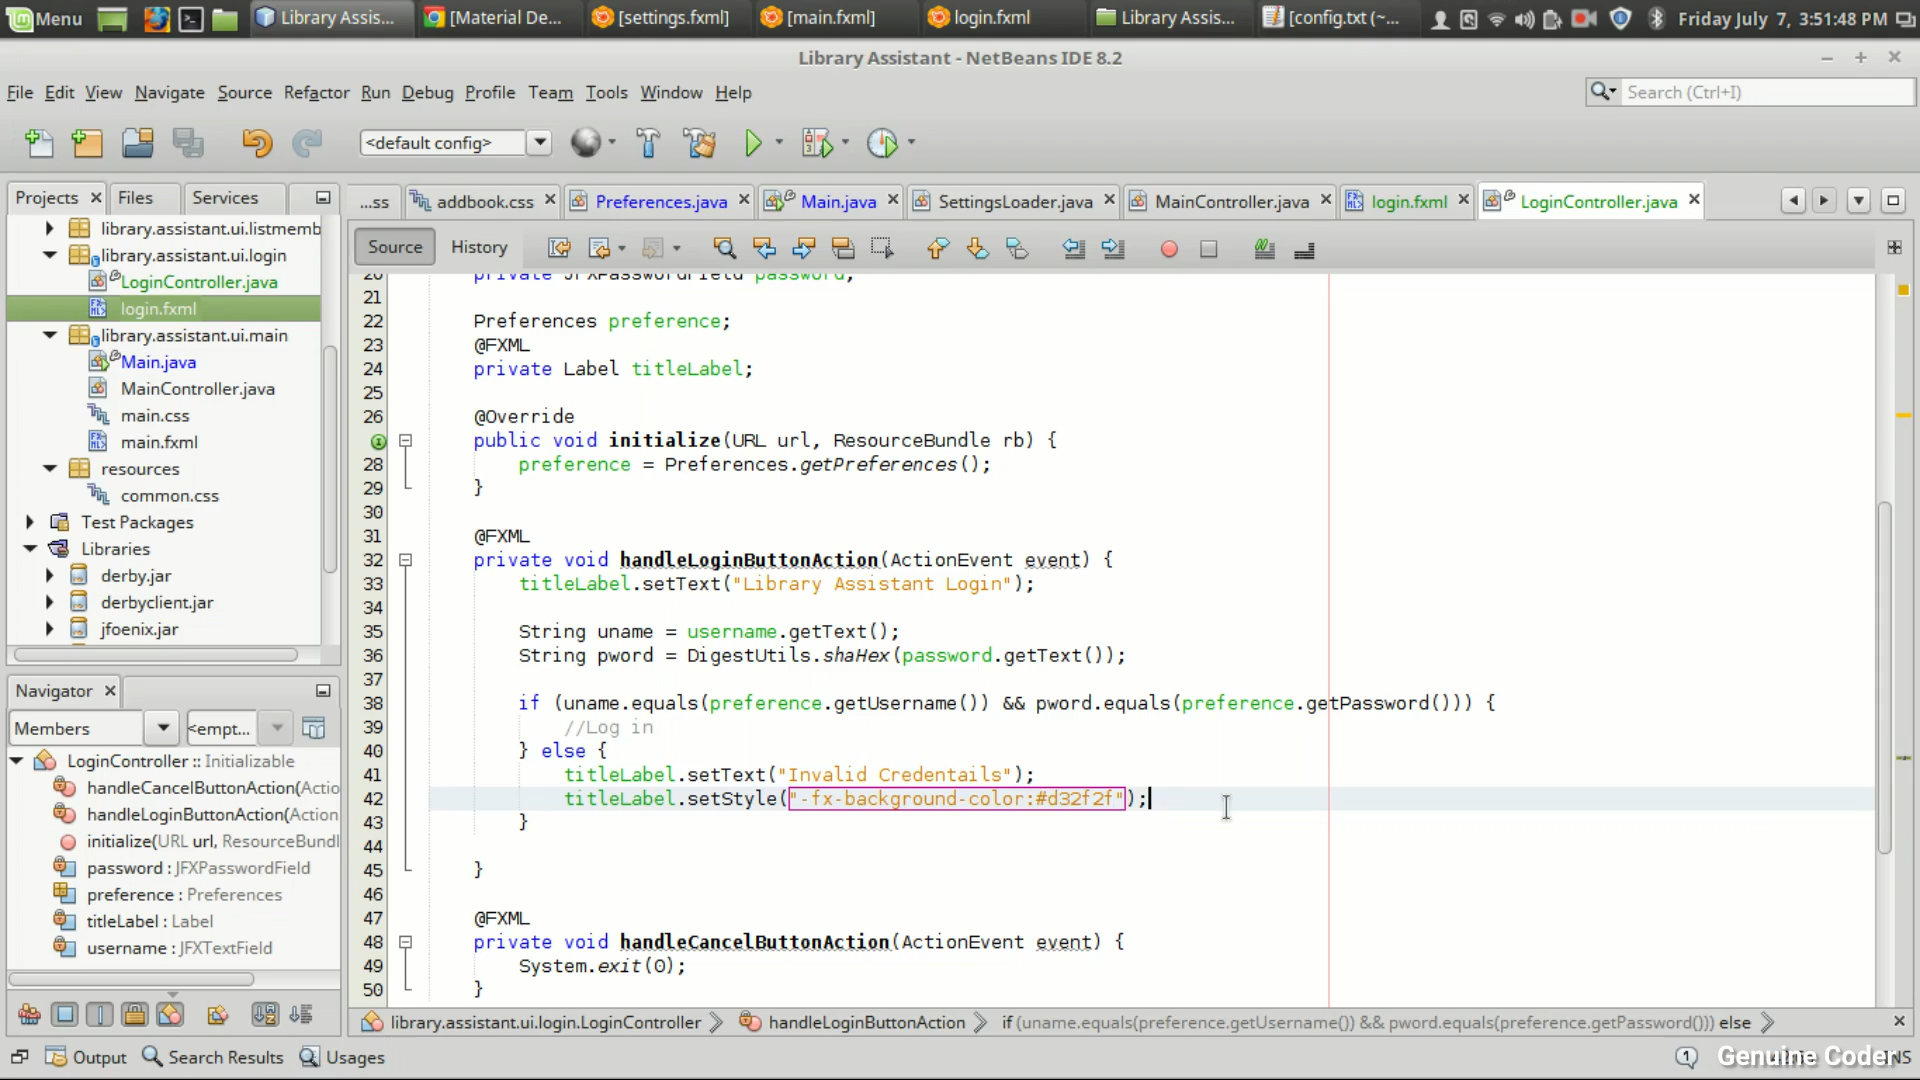 Menu Library Assis... [Material De... [settings.fxml] [main.fxml] login.fxml Library Assis... [config.txt (~... Friday July 7, 3:51:48 PM
Library Assistant - NetBeans IDE 8.2
File Edit View Navigate Source Refactor Run Debug Profile Team Tools Window Help
Search (Ctrl+I)
<default config>
Projects Files Services
...ss addbook.css Preferences.java Main.java SettingsLoader.java MainController.java login.fxml LoginController.java
Source History
library.assistant.ui.listmemb
library.assistant.ui.login
LoginController.java
login.fxml
library.assistant.ui.main
Main.java
MainController.java
main.css
main.fxml
resources
common.css
Test Packages
Libraries
derby.jar
derbyclient.jar
jfoenix.jar
Navigator
Members <empt...
LoginController :: Initializable
handleCancelButtonAction(Actio
handleLoginButtonAction(Action
initialize(URL url, ResourceBundl
password : JFXPasswordField
preference : Preferences
titleLabel : Label
username : JFXTextField
20 private JFXPasswordField password;
21
22 Preferences preference;
23 @FXML
24 private Label titleLabel;
25
26 @Override
public void initialize(URL url, ResourceBundle rb) {
28 preference = Preferences.getPreferences();
29 }
30
31 @FXML
32 private void handleLoginButtonAction(ActionEvent event) {
33 titleLabel.setText("Library Assistant Login");
34
35 String uname = username.getText();
36 String pword = DigestUtils.shaHex(password.getText());
37
38 if (uname.equals(preference.getUsername()) && pword.equals(preference.getPassword())) {
39 //Log in
40 } else {
41 titleLabel.setText("Invalid Credentails");
42 titleLabel.setStyle("-fx-background-color:#d32f2f");
43 }
44
45 }
46
47 @FXML
48 private void handleCancelButtonAction(ActionEvent event) {
49 System.exit(0);
50 }
library.assistant.ui.login.LoginController handleLoginButtonAction if (uname.equals(preference.getUsername()) && pword.equals(preference.getPassword())) else
Output Search Results Usages
1 Genuine Coder